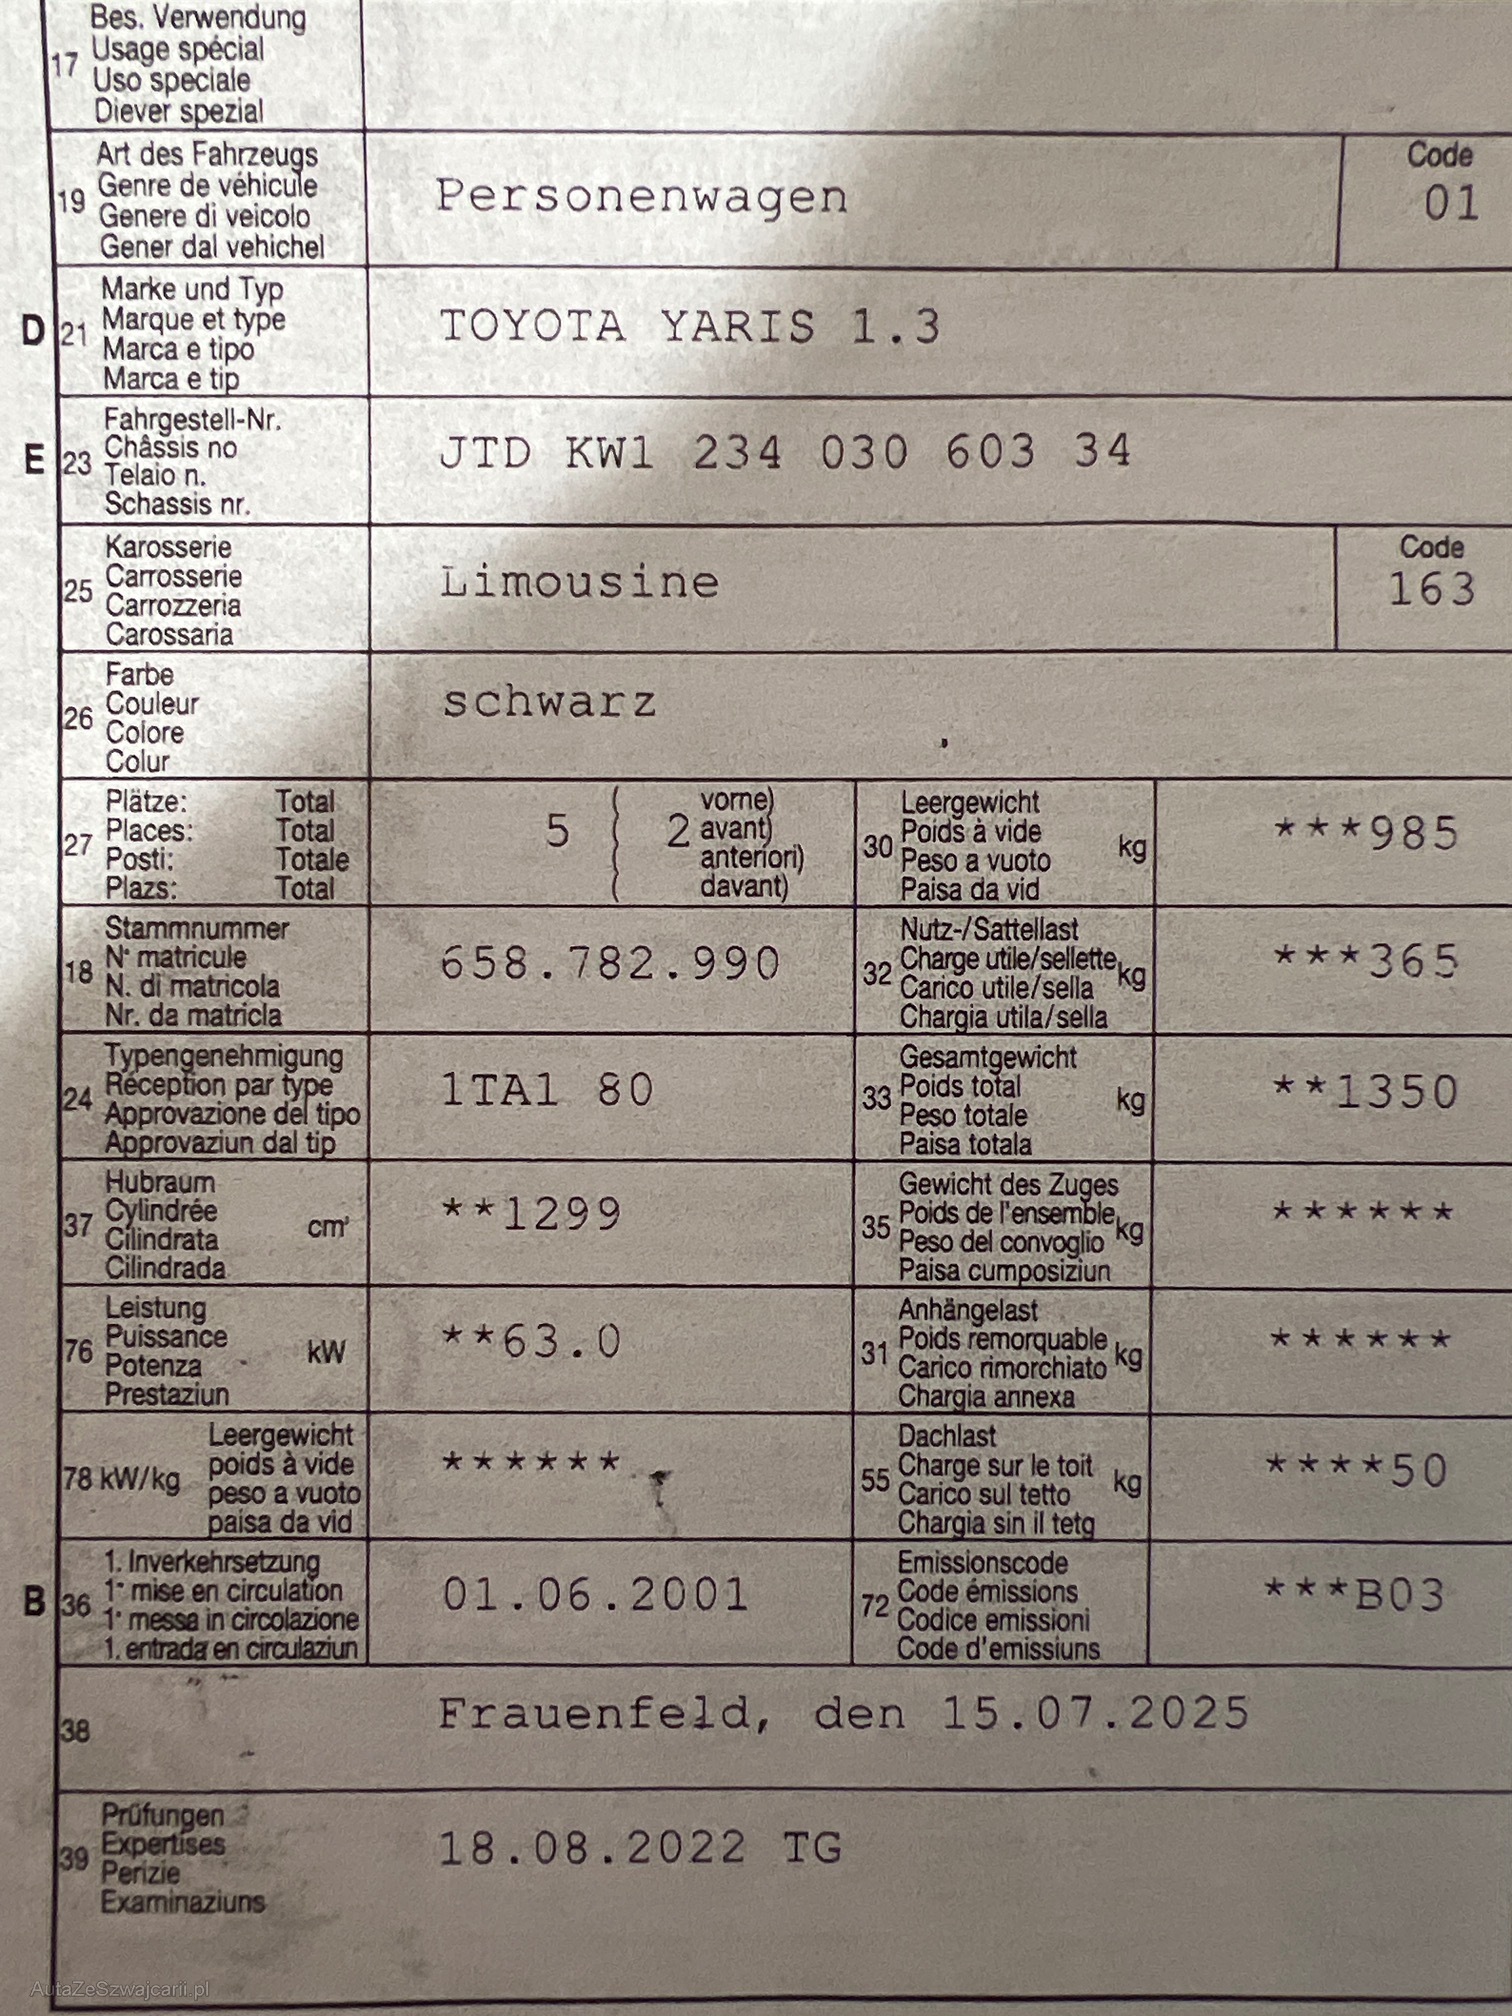 17
Bes. Verwendung
Usage spécial
Uso speciale
Diever spezial
19
Art des Fahrzeugs
Genre de véhicule
Genere di veicolo
Gener dal vehichel
Personenwagen
Code
01
D
21
Marke und Typ
Marque et type
Marca e tipo
Marca e tip
TOYOTA YARIS 1.3
E
23
Fahrgestell-Nr.
Châssis no
Telaio n.
Schassis nr.
JTD KW1 234 030 603 34
25
Karosserie
Carrosserie
Carrozzeria
Carossaria
Limousine
Code
163
26
Farbe
Couleur
Colore
Colur
schwarz
27
Plätze: Total
Places: Total
Posti: Totale
Plazs: Total
5 ( 2 vorne)
( avant)
( anteriori)
( davant)
30
Leergewicht
Poids à vide
Peso a vuoto
Paisa da vid
kg
***985
18
Stammnummer
N° matricule
N. di matricola
Nr. da matricla
658.782.990
32
Nutz-/Sattellast
Charge utile/sellette
Carico utile/sella
Chargia utila/sella
kg
***365
24
Typengenehmigung
Réception par type
Approvazione del tipo
Approvaziun dal tip
1TA1 80
33
Gesamtgewicht
Poids total
Peso totale
Paisa totala
kg
**1350
37
Hubraum
Cylindrée
Cilindrata
Cilindrada
cm³
**1299
35
Gewicht des Zuges
Poids de l'ensemble
Peso del convoglio
Paisa cumposiziun
kg
******
76
Leistung
Puissance
Potenza
Prestaziun
kW
**63.0
31
Anhängelast
Poids remorquable
Carico rimorchiato
Chargia annexa
kg
******
78 kW/kg
Leergewicht
poids à vide
peso a vuoto
paisa da vid
******
55
Dachlast
Charge sur le toit
Carico sul tetto
Chargia sin il tetg
kg
****50
B
36
1. Inverkehrsetzung
1ʳ mise en circulation
1ʳ messa in circolazione
1. entrada en circulaziun
01.06.2001
72
Emissionscode
Code émissions
Codice emissioni
Code d'emissiuns
***B03
38
Frauenfeld, den 15.07.2025
39
Prüfungen
Expertises
Perizie
Examinaziuns
18.08.2022 TG
AutaZeSzwajcarii.pl